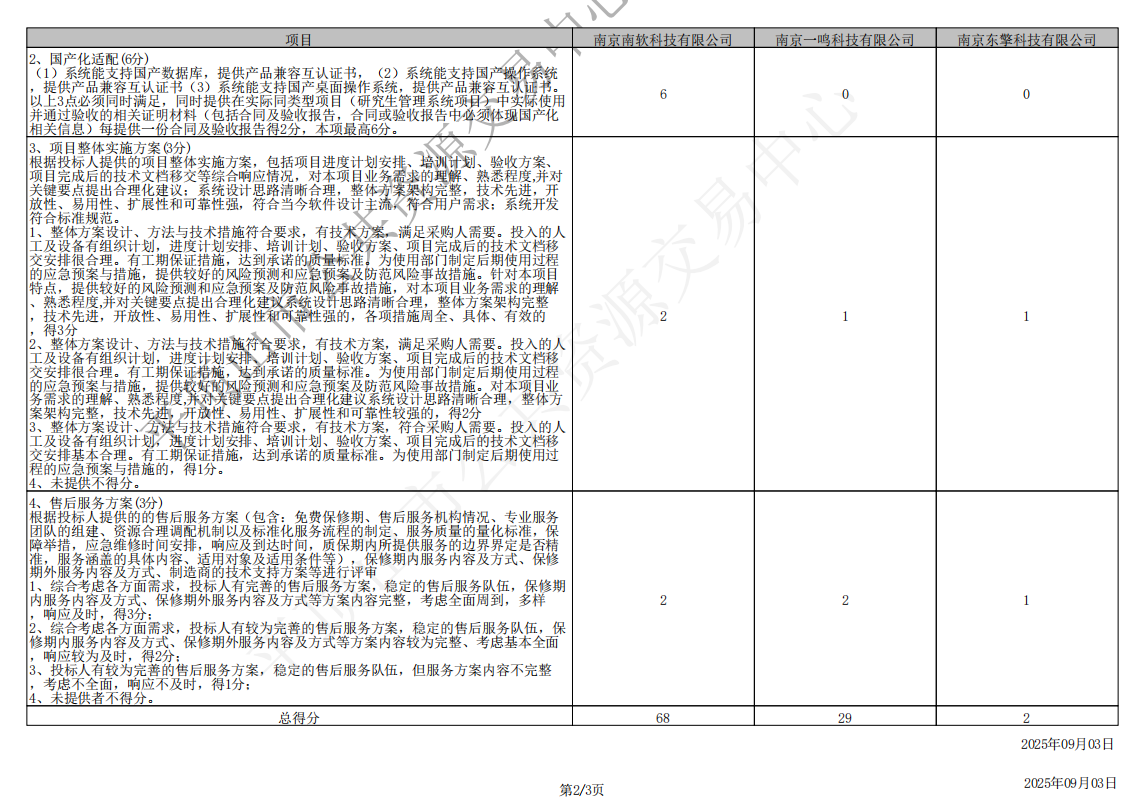 项目 南京南软科技有限公司 南京一鸣科技有限公司 南京东擎科技有限公司
2、国产化适配(6分)
（1）系统能支持国产数据库，提供产品兼容互认证书，（2）系统能支持国产操作系统
，提供产品兼容互认证书（3）系统能支持国产桌面操作系统，提供产品兼容互认证书。
以上3点必须同时满足，同时提供在实际同类型项目（研究生管理系统项目）中实际使用
并通过验收的相关证明材料（包括合同及验收报告，合同或验收报告中必须体现国产化
相关信息）每提供一份合同及验收报告得2分，本项最高6分。
6 0 0
3、项目整体实施方案(3分)
根据投标人提供的项目整体实施方案，包括项目进度计划安排、培训计划、验收方案、
项目完成后的技术文档移交等综合响应情况，对本项目业务需求的理解、熟悉程度,并对
关键要点提出合理化建议；系统设计思路清晰合理，整体方案架构完整，技术先进，开
放性、易用性、扩展性和可靠性强，符合当今软件设计主流，符合用户需求；系统开发
符合标准规范。
1、整体方案设计、方法与技术措施符合要求，有技术方案，满足采购人需要。投入的人
工及设备有组织计划，进度计划安排、培训计划、验收方案、项目完成后的技术文档移
交安排很合理。有工期保证措施，达到承诺的质量标准。为使用部门制定后期使用过程
的应急预案与措施，提供较好的风险预测和应急预案及防范风险事故措施。针对本项目
特点，提供较好的风险预测和应急预案及防范风险事故措施，对本项目业务需求的理解
、熟悉程度,并对关键要点提出合理化建议系统设计思路清晰合理，整体方案架构完整
，技术先进，开放性、易用性、扩展性和可靠性强的，各项措施周全、具体、有效的
，得3分
2、整体方案设计、方法与技术措施符合要求，有技术方案，满足采购人需要。投入的人
工及设备有组织计划，进度计划安排、培训计划、验收方案、项目完成后的技术文档移
交安排很合理。有工期保证措施，达到承诺的质量标准。为使用部门制定后期使用过程
的应急预案与措施，提供较好的风险预测和应急预案及防范风险事故措施。对本项目业
务需求的理解、熟悉程度,并对关键要点提出合理化建议系统设计思路清晰合理，整体方
案架构完整，技术先进，开放性、易用性、扩展性和可靠性较强的，得2分
3、整体方案设计、方法与技术措施符合要求，有技术方案，符合采购人需要。投入的人
工及设备有组织计划，进度计划安排、培训计划、验收方案、项目完成后的技术文档移
交安排基本合理。有工期保证措施，达到承诺的质量标准。为使用部门制定后期使用过
程的应急预案与措施的，得1分。
4、未提供不得分。
2 1 1
4、售后服务方案(3分)
根据投标人提供的的售后服务方案（包含：免费保修期、售后服务机构情况、专业服务
团队的组建、资源合理调配机制以及标准化服务流程的制定、服务质量的量化标准，保
障举措，应急维修时间安排，响应及到达时间，质保期内所提供服务的边界界定是否精
准，服务涵盖的具体内容、适用对象及适用条件等），保修期内服务内容及方式、保修
期外服务内容及方式、制造商的技术支持方案等进行评审
1、综合考虑各方面需求，投标人有完善的售后服务方案，稳定的售后服务队伍，保修期
内服务内容及方式、保修期外服务内容及方式等方案内容完整，考虑全面周到，多样
，响应及时，得3分；
2、综合考虑各方面需求，投标人有较为完善的售后服务方案，稳定的售后服务队伍，保
修期内服务内容及方式、保修期外服务内容及方式等方案内容较为完整、考虑基本全面
，响应较为及时，得2分；
3、投标人有较为完善的售后服务方案，稳定的售后服务队伍，但服务方案内容不完整
，考虑不全面，响应不及时，得1分；
4、未提供者不得分。
2 2 1
总得分 68 29 2
2025年09月03日
第2/3页
2025年09月03日